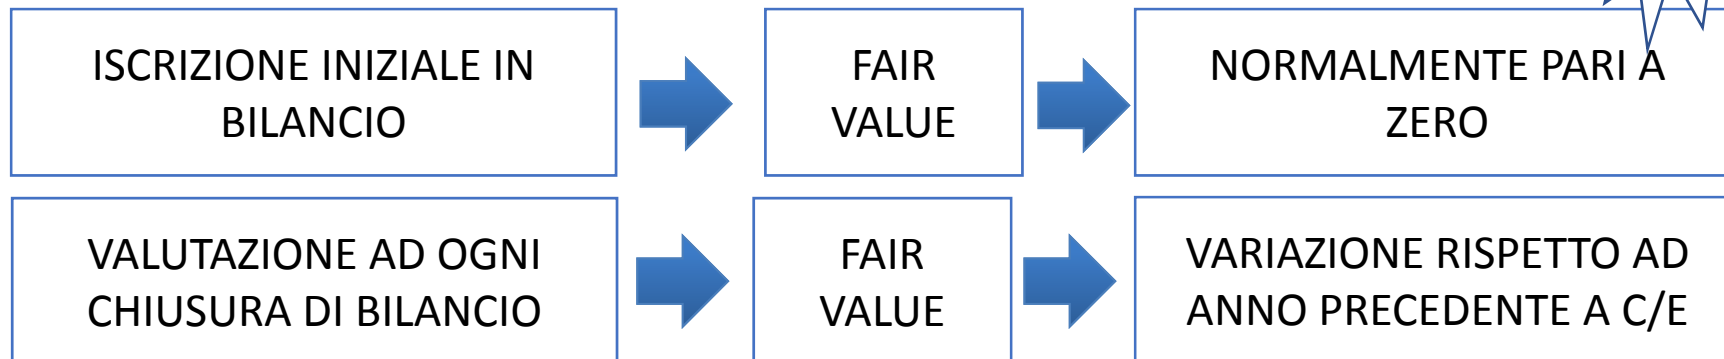 ISCRIZIONE INIZIALE IN
BILANCIO
FAIR
VALUE
NORMALMENTE PARI A
ZERO
VALUTAZIONE AD OGNI
CHIUSURA DI BILANCIO
FAIR
VALUE
VARIAZIONE RISPETTO AD
ANNO PRECEDENTE A C/E